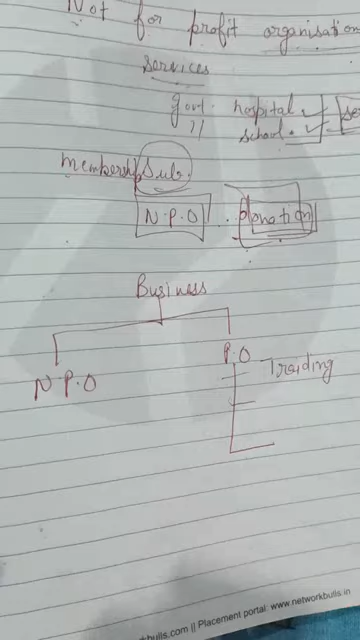 Not for profit organisation
services
Govt. hospital
" school.
membership Sub.
N.P.O .. donation
Business
N.P.O P.O Traiding
bulls.com || Placement portal: www.networkbulls.in